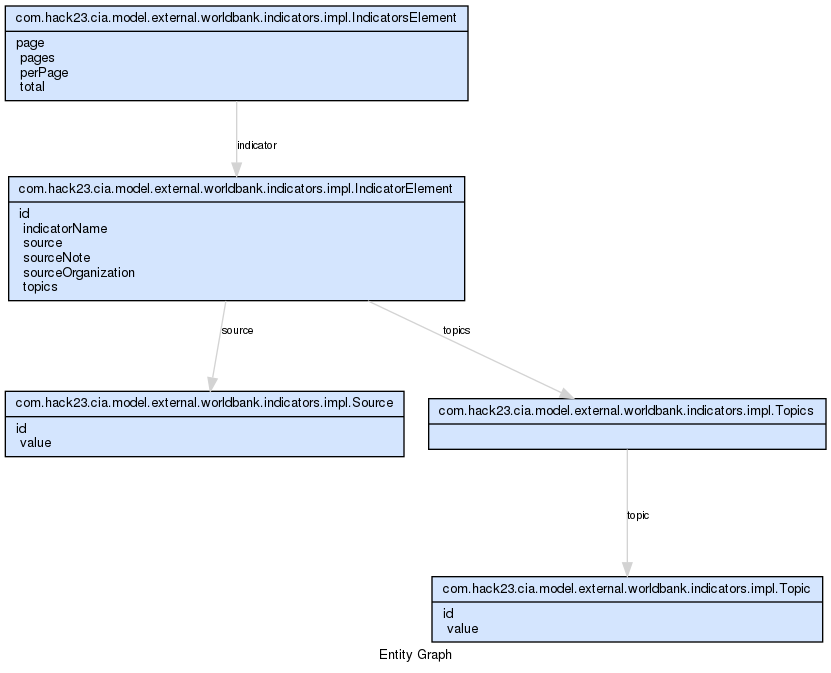 com.hack23.cia.model.external.worldbank.indicators.impl.IndicatorsElement
page
pages
perPage
total
indicator
com.hack23.cia.model.external.worldbank.indicators.impl.IndicatorElement
id
indicatorName
source
sourceNote
sourceOrganization
topics
source
topics
com.hack23.cia.model.external.worldbank.indicators.impl.Source
id
value
com.hack23.cia.model.external.worldbank.indicators.impl.Topics
topic
com.hack23.cia.model.external.worldbank.indicators.impl.Topic
id
value
Entity Graph